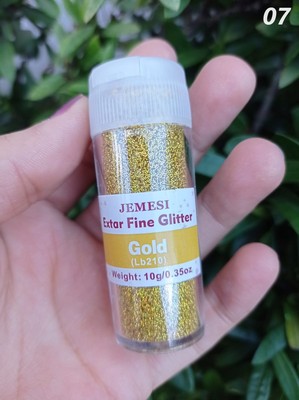 07
JEMESI
Extar Fine Glitter
Gold
(Lb210)
Weight: 10g/0.35oz